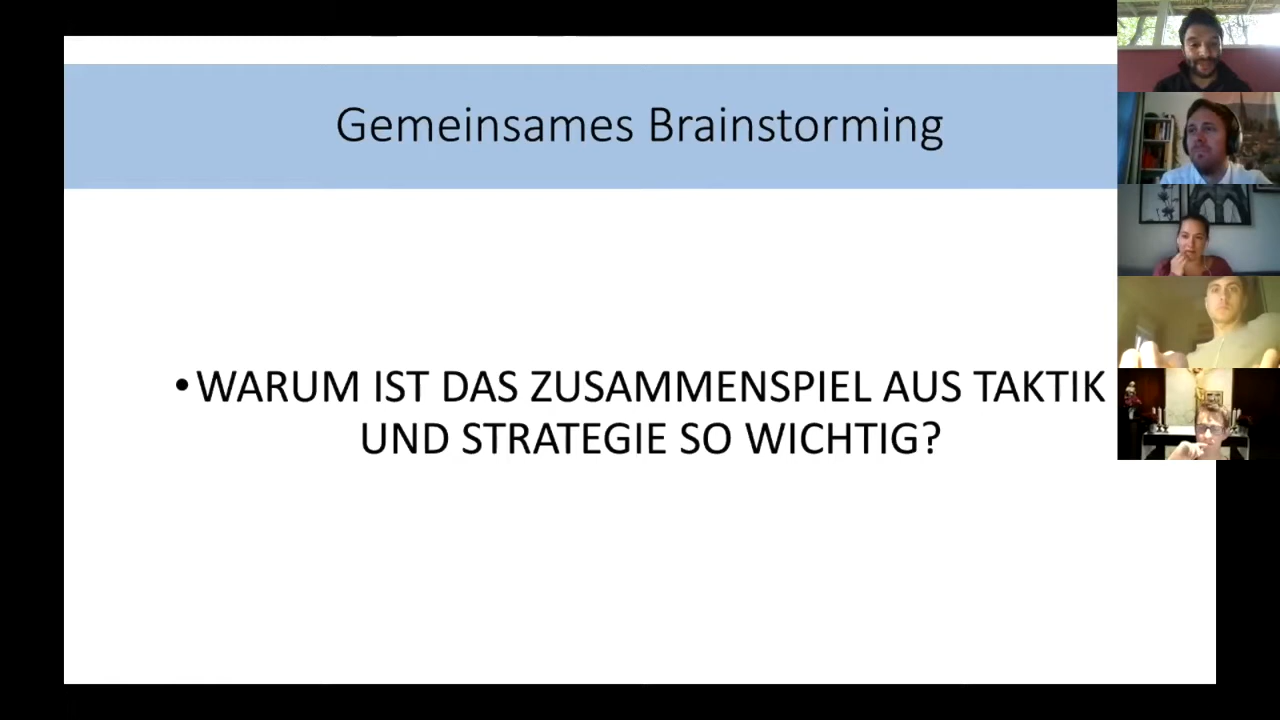 Gemeinsames Brainstorming
• WARUM IST DAS ZUSAMMENSPIEL AUS TAKTIK
UND STRATEGIE SO WICHTIG?